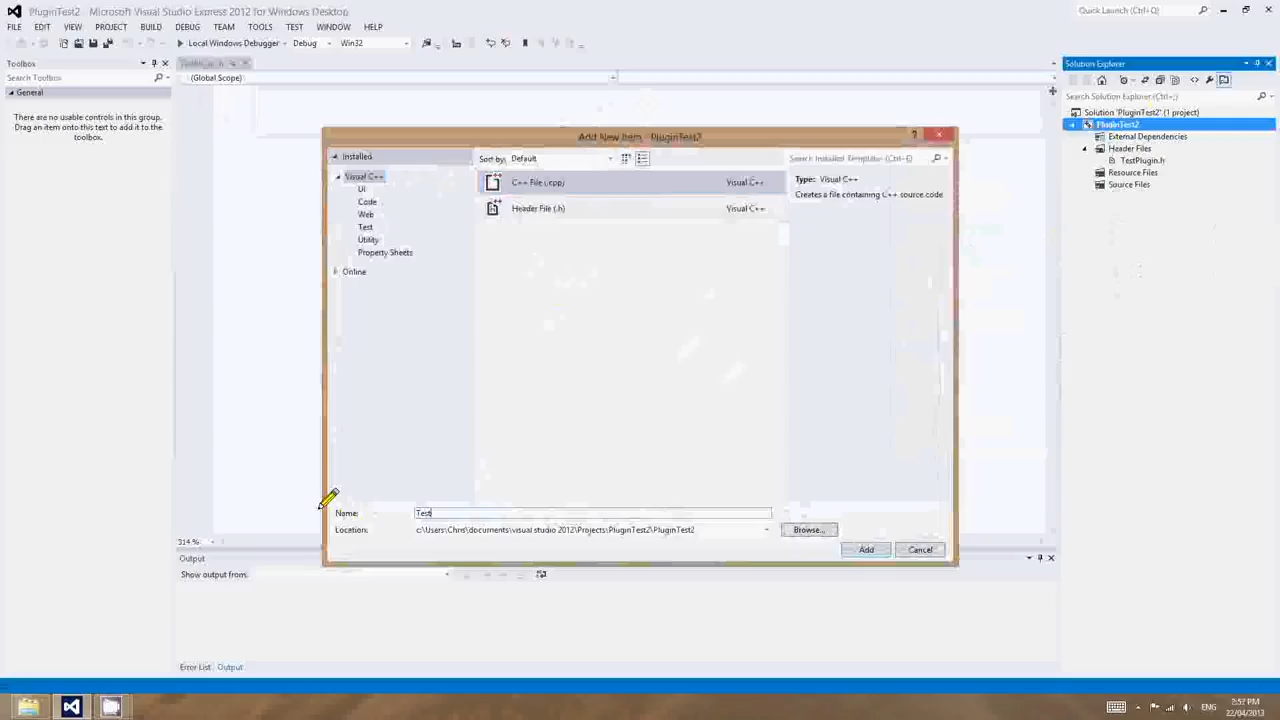 PluginTest2 - Microsoft Visual Studio Express 2012 for Windows Desktop
Quick Launch (Ctrl+Q)
FILE EDIT VIEW PROJECT BUILD DEBUG TEAM TOOLS TEST WINDOW HELP
Local Windows Debugger Debug Win32
Toolbox
Search Toolbox
General
There are no usable controls in this group. Drag an item onto this text to add it to the toolbox.
(Global Scope)
Solution Explorer
Search Solution Explorer (Ctrl+;)
Solution 'PluginTest2' (1 project)
PluginTest2
External Dependencies
Header Files
TestPlugin.h
Resource Files
Source Files
Add New Item - PluginTest2
Installed
Visual C++
UI
Code
Web
Test
Utility
Property Sheets
Online
Sort by: Default
C++ File (.cpp) Visual C++
Header File (.h) Visual C++
Search Installed Templates (Ctrl+E)
Type: Visual C++
Creates a file containing C++ source code
Name: Test
Location: c:\Users\Chris\documents\visual studio 2012\Projects\PluginTest2\PluginTest2
Browse...
Add Cancel
314 %
Output
Show output from:
Error List Output
ENG
2:57 PM
22/04/2013